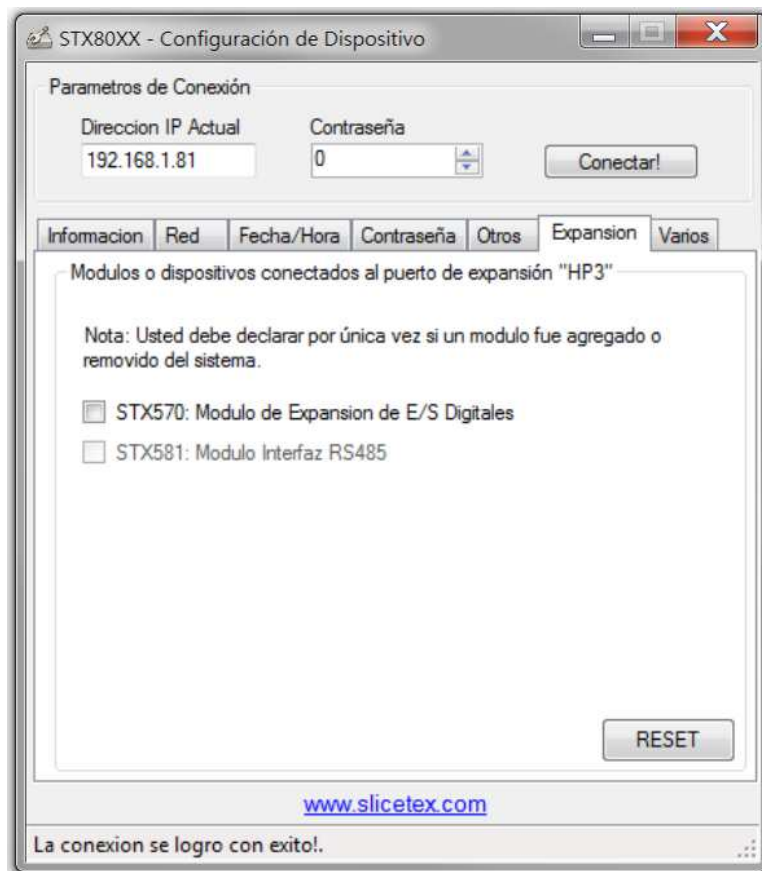 STX80XX - Configuración de Dispositivo
Parametros de Conexión
Direccion IP Actual
Contraseña
192.168.1.81
0
Conectar!
Informacion
Red
Fecha/Hora
Contraseña
Otros
Expansion
Varios
Modulos o dispositivos conectados al puerto de expansión "HP3"
Nota: Usted debe declarar por única vez si un modulo fue agregado o
removido del sistema.
STX570: Modulo de Expansion de E/S Digitales
STX581: Modulo Interfaz RS485
RESET
www.slicetex.com
La conexion se logro con exito!.